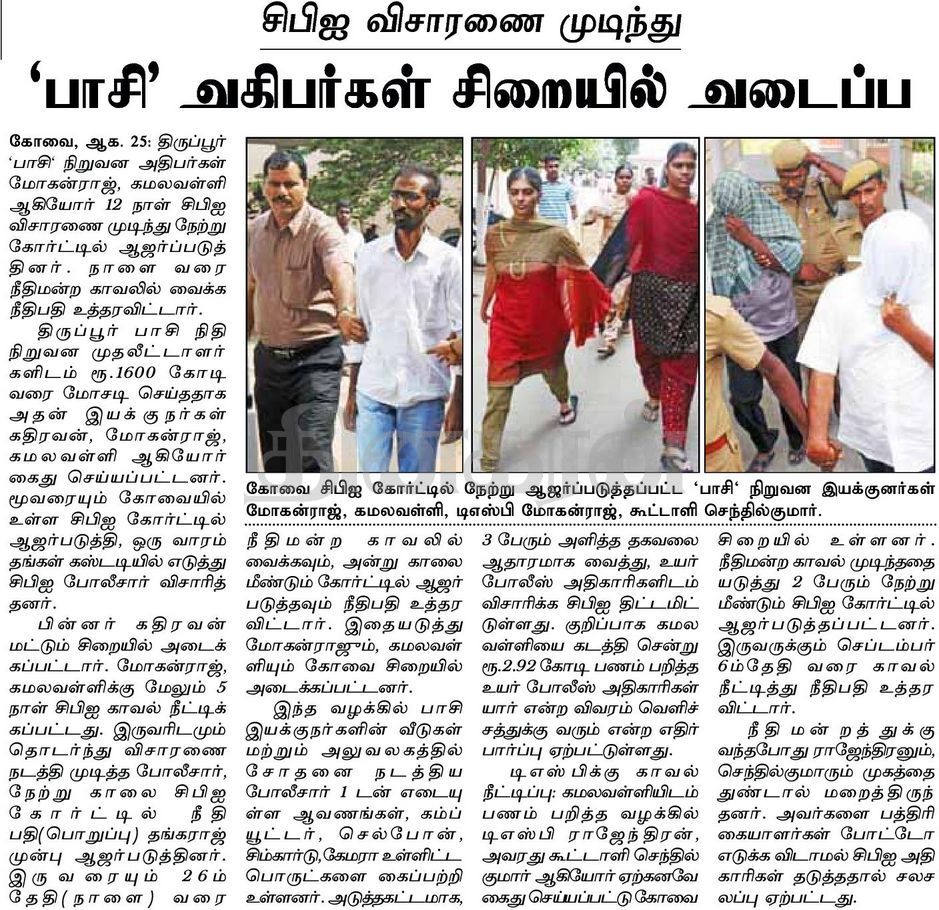 சிபிஐ விசாரணை முடிந்து
‘பாசி’ அதிபர்கள் சிறையில் அடைப்ப
கோவை, ஆக. 25: திருப்பூர்
‘பாசி‘ நிறுவன அதிபர்கள்
மோகன்ராஜ், கமலவள்ளி
ஆகியோர் 12 நாள் சிபிஐ
விசாரணை முடிந்து நேற்று
கோர்ட்டில் ஆஜர்ப்படுத்
தினர். நாளை வரை
நீதிமன்ற காவலில் வைக்க
நீதிபதி உத்தரவிட்டார்.
திருப்பூர் பாசி நிதி
நிறுவன முதலீட்டாளர்
களிடம் ரூ.1600 கோடி
வரை மோசடி செய்ததாக
அதன் இயக்குநர்கள்
கதிரவன், மோகன்ராஜ்,
கமலவள்ளி ஆகியோர்
கைது செய்யப்பட்டனர்.
மூவரையும் கோவையில்
உள்ள சிபிஐ கோர்ட்டில்
ஆஜர்படுத்தி, ஒரு வாரம்
தங்கள் கஸ்டடியில் எடுத்து
சிபிஐ போலீசார் விசாரித்
தனர்.
பின்னர் கதிரவன்
மட்டும் சிறையில் அடைக்
கப்பட்டார். மோகன்ராஜ்,
கமலவள்ளிக்கு மேலும் 5
நாள் சிபிஐ காவல் நீட்டிக்
கப்பட்டது. இருவரிடமும்
தொடர்ந்து விசாரணை
நடத்தி முடித்த போலீசார்,
நேற்று காலை சிபிஐ
கோர்ட்டில் நீதி
பதி(பொறுப்பு) தங்கராஜ்
முன்பு ஆஜர்படுத்தினர்.
இருவரையும் 26ம்
தேதி(நாளை) வரை
தினகரன்
கோவை சிபிஐ கோர்ட்டில் நேற்று ஆஜர்ப்படுத்தப்பட்ட ‘பாசி‘ நிறுவன இயக்குனர்கள்
மோகன்ராஜ், கமலவள்ளி, டிஎஸ்பி மோகன்ராஜ், கூட்டாளி செந்தில்குமார்.
நீதிமன்ற காவலில்
வைக்கவும், அன்று காலை
மீண்டும் கோர்ட்டில் ஆஜர்
படுத்தவும் நீதிபதி உத்தர
விட்டார். இதையடுத்து
மோகன்ராஜும், கமலவள்
ளியும் கோவை சிறையில்
அடைக்கப்பட்டனர்.
இந்த வழக்கில் பாசி
இயக்குநர்களின் வீடுகள்
மற்றும் அலுவலகத்தில்
சோதனை நடத்திய
போலீசார் 1 டன் எடையு
ள்ள ஆவணங்கள், கம்ப்
யூட்டர், செல்போன்,
சிம்கார்டு,கேமரா உள்ளிட்ட
பொருட்களை கைப்பற்றி
உள்ளனர். அடுத்தகட்டமாக,
3 பேரும் அளித்த தகவலை
ஆதாரமாக வைத்து, உயர்
போலீஸ் அதிகாரிகளிடம்
விசாரிக்க சிபிஐ திட்டமிட்
டுள்ளது. குறிப்பாக கமல
வள்ளியை கடத்தி சென்று
ரூ.2.92 கோடி பணம் பறித்த
உயர் போலீஸ் அதிகாரிகள்
யார் என்ற விவரம் வெளிச்
சத்துக்கு வரும் என்ற எதிர்
பார்ப்பு ஏற்பட்டுள்ளது.
டிஎஸ்பிக்கு காவல்
நீட்டிப்பு: கமலவள்ளியிடம்
பணம் பறித்த வழக்கில்
டிஎஸ்பி ராஜேந்திரன்,
அவரது கூட்டாளி செந்தில்
குமார் ஆகியோர் ஏற்கனவே
கைது செய்யப்பட்டு கோவை
சிறையில் உள்ளனர்.
நீதிமன்ற காவல் முடிந்ததை
யடுத்து 2 பேரும் நேற்று
மீண்டும் சிபிஐ கோர்ட்டில்
ஆஜர்படுத்தப்பட்டனர்.
இருவருக்கும் செப்டம்பர்
6ம்தேதி வரை காவல்
நீட்டித்து நீதிபதி உத்தர
விட்டார்.
நீதிமன்றத்துக்கு
வந்தபோது ராஜேந்திரனும்,
செந்தில்குமாரும் முகத்தை
துண்டால் மறைத்திருந்
தனர். அவர்களை பத்திரி
கையாளர்கள் போட்டோ
எடுக்க விடாமல் சிபிஐ அதி
காரிகள் தடுத்ததால் சலச
லப்பு ஏற்பட்டது.